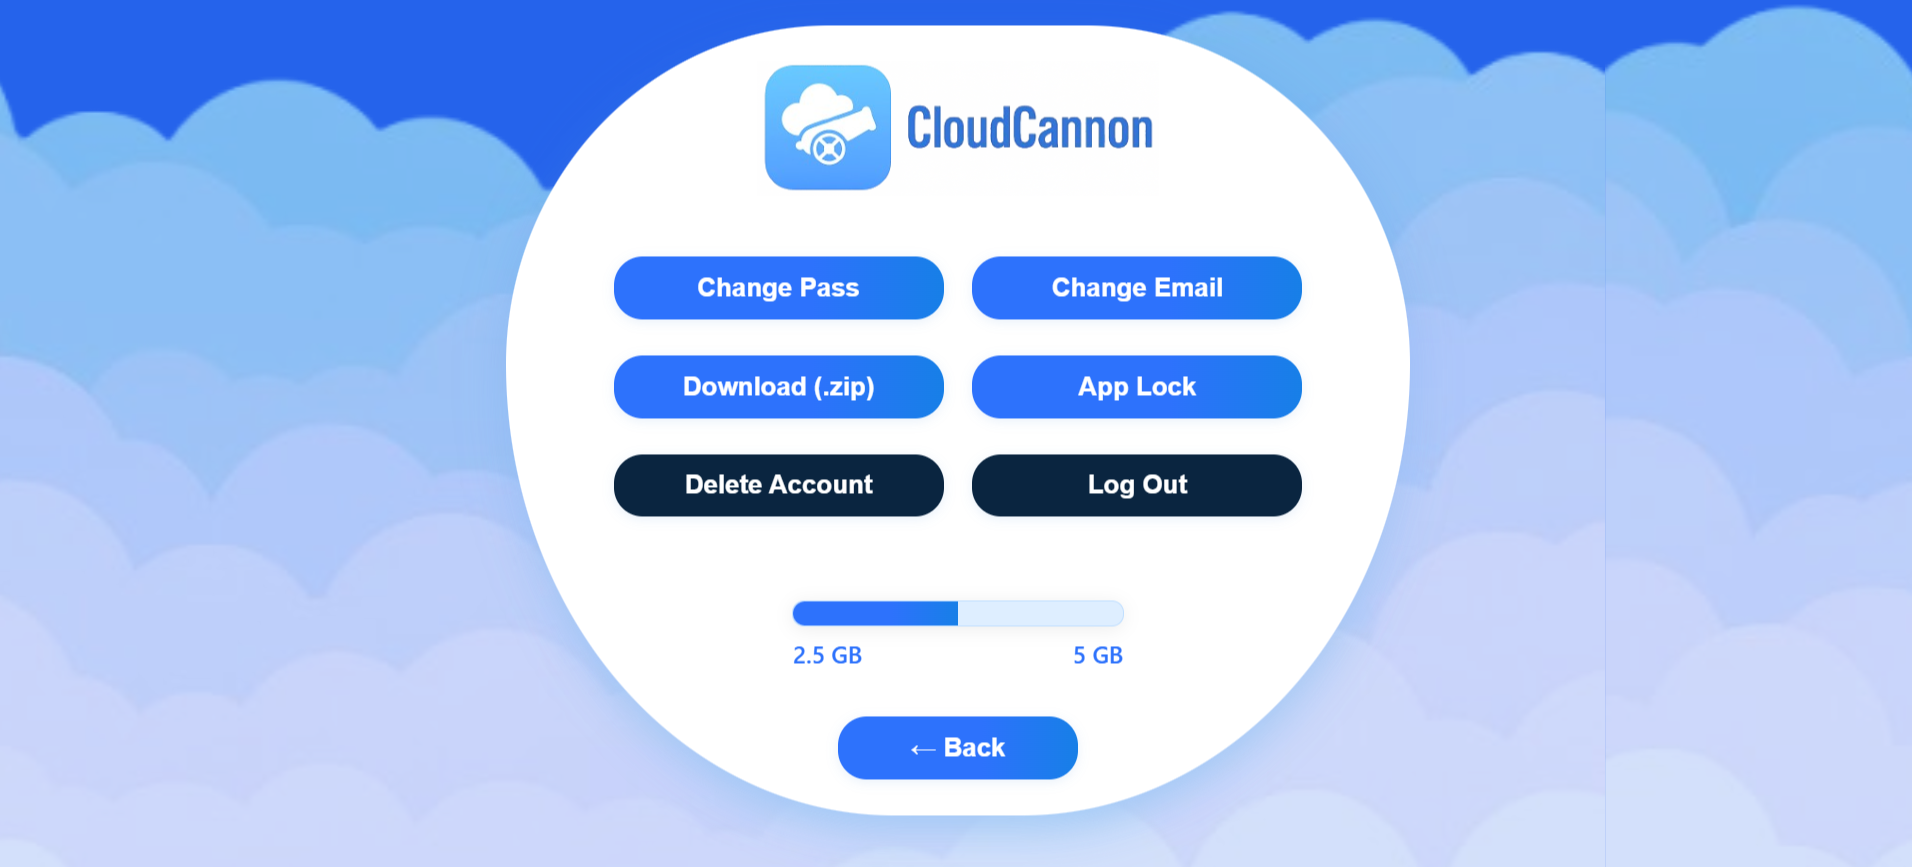 CloudCannon
Change Pass
Change Email
Download (.zip)
App Lock
Delete Account
Log Out
2.5 GB
5 GB
← Back